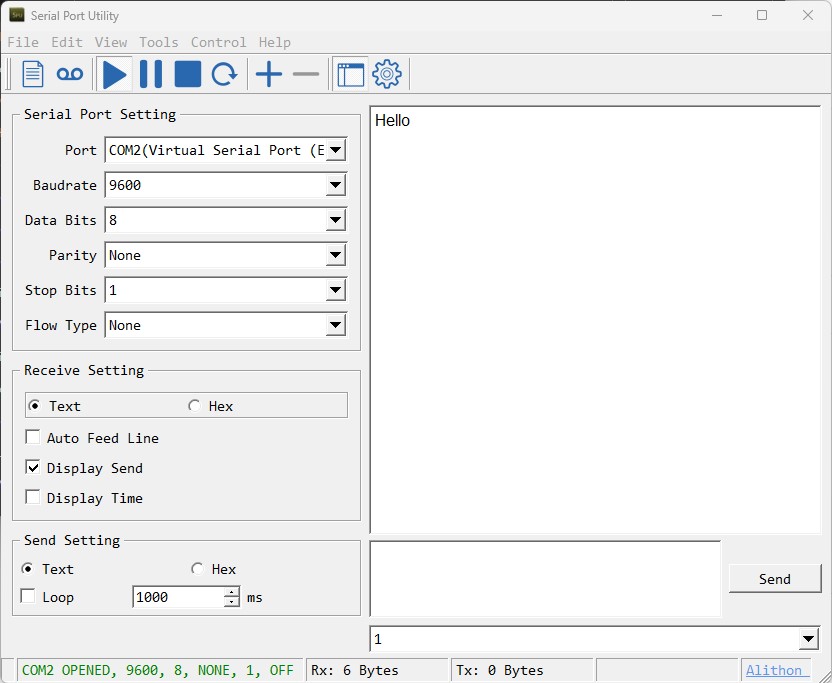 Serial Port Utility
File Edit View Tools Control Help
Serial Port Setting
Port COM2(Virtual Serial Port (E
Baudrate 9600
Data Bits 8
Parity None
Stop Bits 1
Flow Type None
Receive Setting
Text Hex
Auto Feed Line
Display Send
Display Time
Send Setting
Text Hex
Loop 1000 ms
Hello
Send
1
COM2 OPENED, 9600, 8, NONE, 1, OFF Rx: 6 Bytes Tx: 0 Bytes Alithon